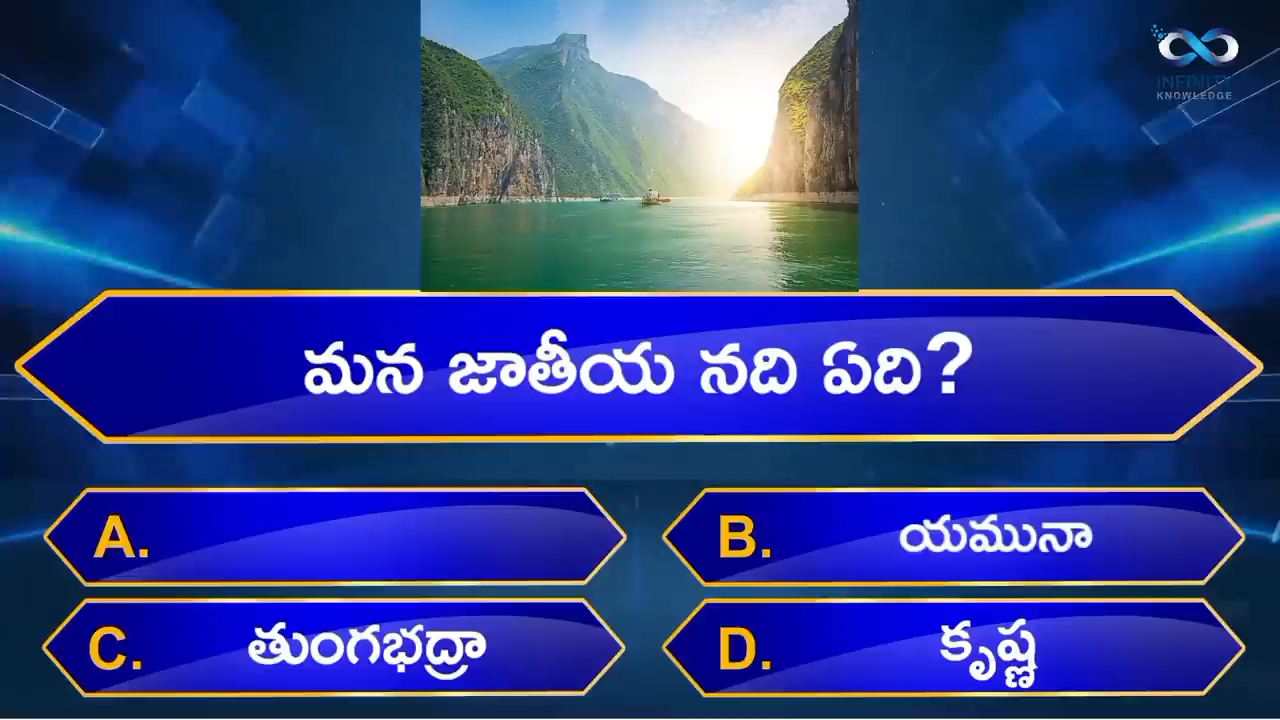 INFINITY
KNOWLEDGE
మన జాతీయ నది ఏది?
A.
B. యమునా
C. తుంగభద్రా
D. కృష్ణ